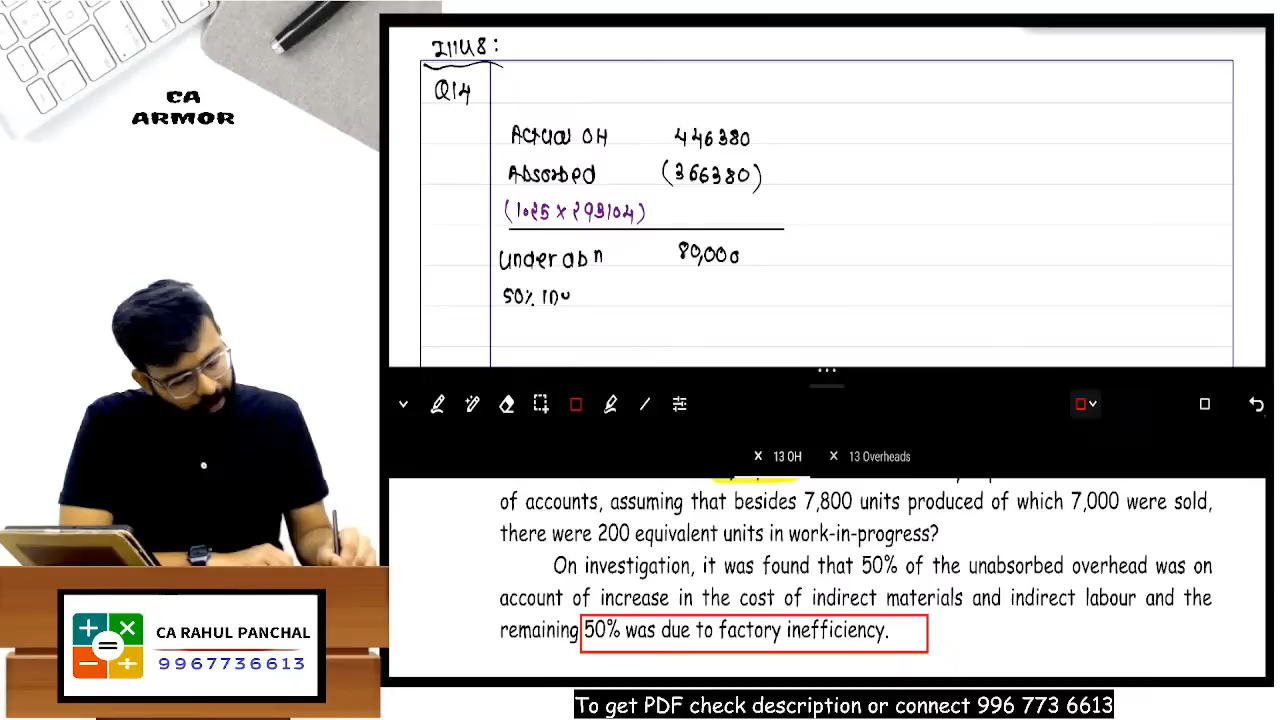 CA
ARMOR
Illu 8:
Q14
Actual OH 446380
Absorbed (366380)
(1.25 x 293104)
Under abn 80,000
50% in
13 OH
13 Overheads
of accounts, assuming that besides 7,800 units produced of which 7,000 were sold,
there were 200 equivalent units in work-in-progress?
On investigation, it was found that 50% of the unabsorbed overhead was on
account of increase in the cost of indirect materials and indirect labour and the
remaining 50% was due to factory inefficiency.
CA RAHUL PANCHAL
9967736613
To get PDF check description or connect 996 773 6613